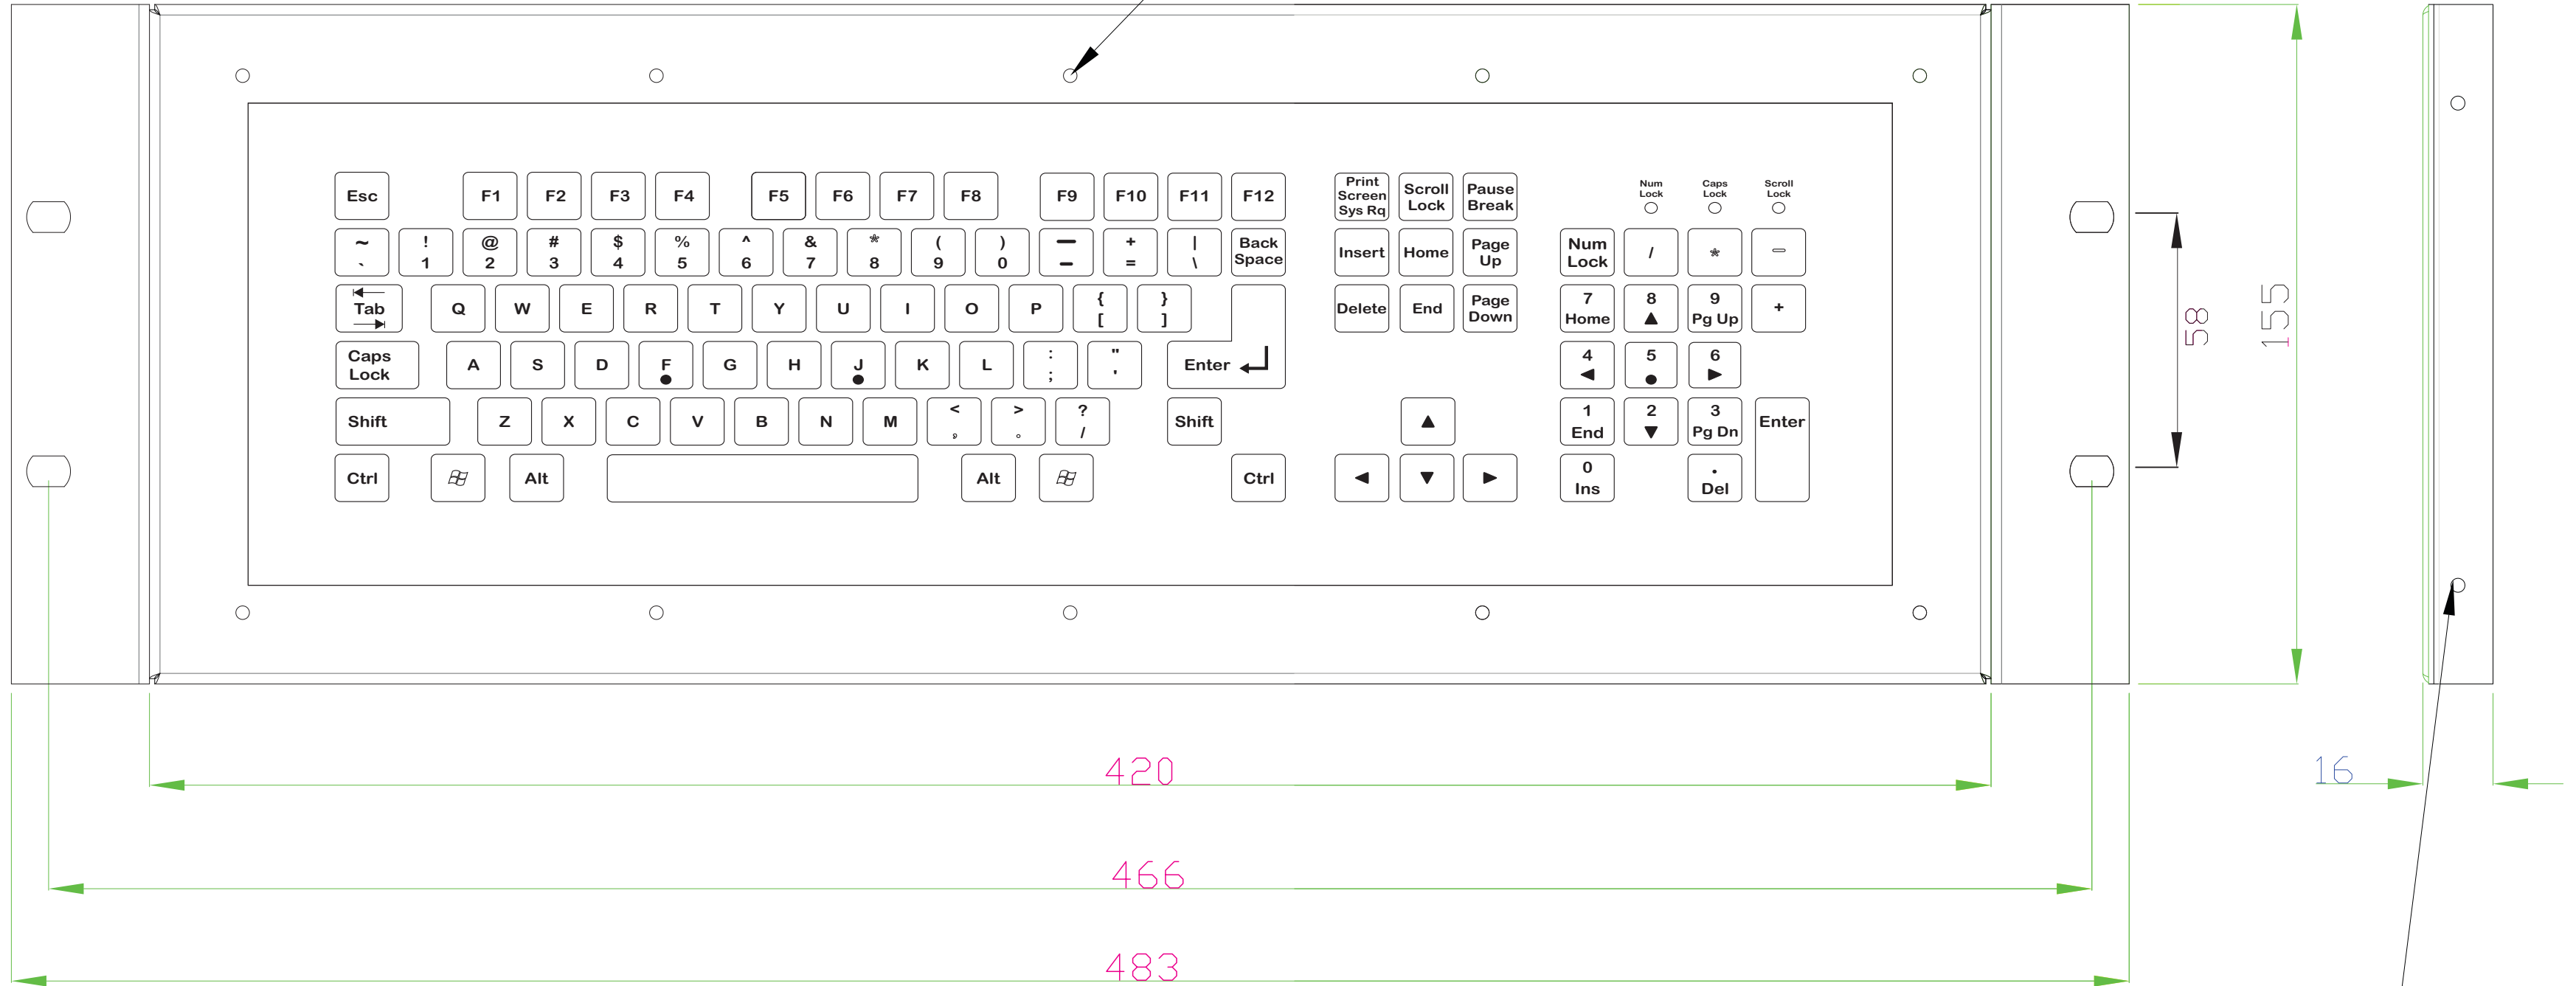 Esc F1 F2 F3 F4 F5 F6 F7 F8 F9 F10 F11 F12 Print Screen Sys Rq Scroll Lock Pause Break Num Lock Caps Lock Scroll Lock
~ ` ! 1 @ 2 # 3 $ 4 % 5 ^ 6 & 7 * 8 ( 9 ) 0 — – + = | \ Back Space Insert Home Page Up Num Lock / * −
Tab Q W E R T Y U I O P { [ } ] Delete End Page Down 7 Home 8 ▲ 9 Pg Up +
Caps Lock A S D F G H J K L : ; " ' Enter 4 ◄ 5 6 ►
Shift Z X C V B N M < , > . ? / Shift ▲ 1 End 2 ▼ 3 Pg Dn Enter
Ctrl Alt Alt Ctrl ◄ ▼ ► 0 Ins . Del
58
155
420
16
466
483